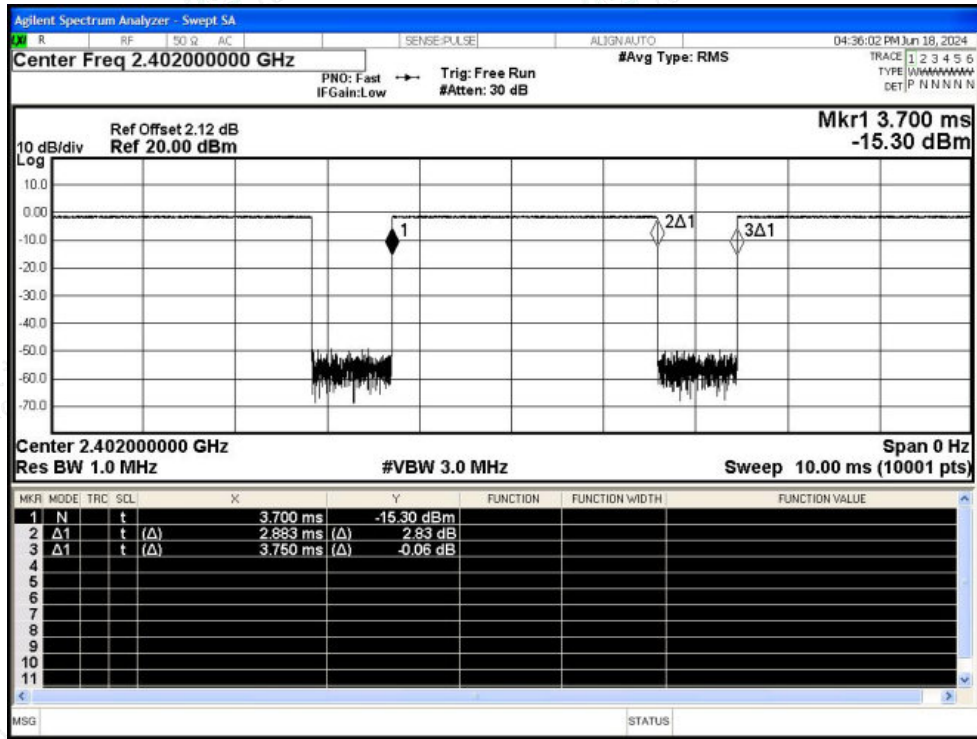 Agilent Spectrum Analyzer - Swept SA
R RF 50 Ω AC SENSE:PULSE ALIGN AUTO 04:36:02 PM Jun 18, 2024
Center Freq 2.402000000 GHz
PNO: Fast
IFGain:Low
Trig: Free Run
#Atten: 30 dB
#Avg Type: RMS
TRACE 1 2 3 4 5 6
TYPE
DET P N N N N N
Mkr1 3.700 ms
-15.30 dBm
Ref Offset 2.12 dB
10 dB/div Ref 20.00 dBm
Log
10.0
0.00
-10.0
-20.0
-30.0
-40.0
-50.0
-60.0
-70.0
1
2Δ1
3Δ1
Center 2.402000000 GHz Span 0 Hz
Res BW 1.0 MHz #VBW 3.0 MHz Sweep 10.00 ms (10001 pts)
MKR MODE TRC SCL X Y FUNCTION FUNCTION WIDTH FUNCTION VALUE
1 N t 3.700 ms -15.30 dBm
2 Δ1 t (Δ) 2.883 ms (Δ) 2.83 dB
3 Δ1 t (Δ) 3.750 ms (Δ) -0.06 dB
4
5
6
7
8
9
10
11
MSG STATUS